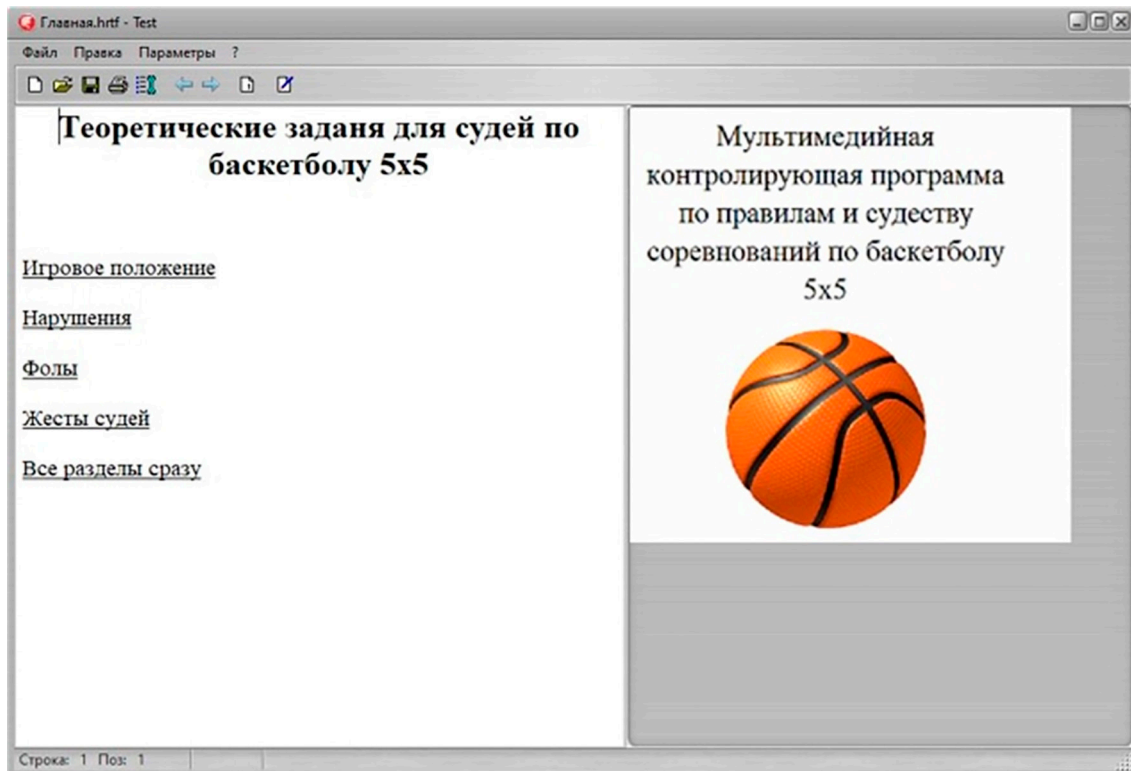 Главная.hrtf - Test
Файл Правка Параметры ?
Теоретические заданя для судей по
баскетболу 5х5
Игровое положение
Нарушения
Фолы
Жесты судей
Все разделы сразу
Мультимедийная
контролирующая программа
по правилам и судеству
соревнований по баскетболу
5х5
Строка: 1 Поз: 1